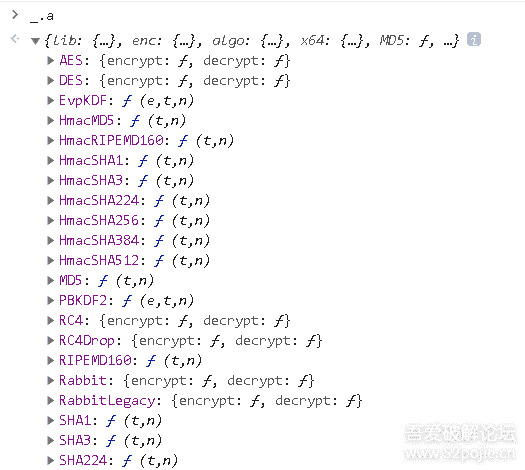 > _.a
{lib: {…}, enc: {…}, algo: {…}, x64: {…}, MD5: ƒ, …} i
AES: {encrypt: ƒ, decrypt: ƒ}
DES: {encrypt: ƒ, decrypt: ƒ}
EvpKDF: ƒ (e,t,n)
HmacMD5: ƒ (t,n)
HmacRIPEMD160: ƒ (t,n)
HmacSHA1: ƒ (t,n)
HmacSHA3: ƒ (t,n)
HmacSHA224: ƒ (t,n)
HmacSHA256: ƒ (t,n)
HmacSHA384: ƒ (t,n)
HmacSHA512: ƒ (t,n)
MD5: ƒ (t,n)
PBKDF2: ƒ (e,t,n)
RC4: {encrypt: ƒ, decrypt: ƒ}
RC4Drop: {encrypt: ƒ, decrypt: ƒ}
RIPEMD160: ƒ (t,n)
Rabbit: {encrypt: ƒ, decrypt: ƒ}
RabbitLegacy: {encrypt: ƒ, decrypt: ƒ}
SHA1: ƒ (t,n)
SHA3: ƒ (t,n)
SHA224: ƒ (t,n)
吾爱破解论坛
www.52pojie.cn